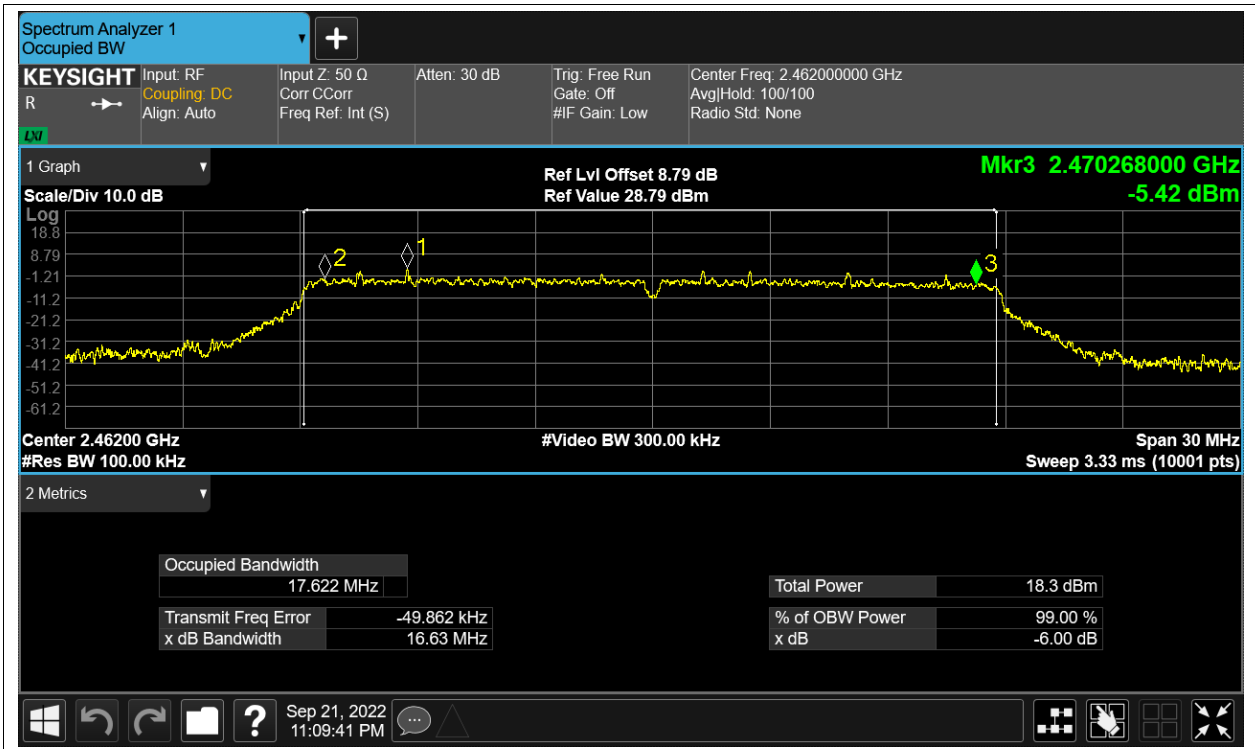 Spectrum Analyzer 1
Occupied BW
KEYSIGHT
R
LXI
Input: RF
Coupling: DC
Align: Auto
Input Z: 50 Ω
Corr CCorr
Freq Ref: Int (S)
Atten: 30 dB
Trig: Free Run
Gate: Off
#IF Gain: Low
Center Freq: 2.462000000 GHz
Avg|Hold: 100/100
Radio Std: None
1 Graph
Scale/Div 10.0 dB
Ref Lvl Offset 8.79 dB
Ref Value 28.79 dBm
Mkr3 2.470268000 GHz
-5.42 dBm
Log
18.8
8.79
-1.21
-11.2
-21.2
-31.2
-41.2
-51.2
-61.2
2
1
3
Center 2.46200 GHz
#Res BW 100.00 kHz
#Video BW 300.00 kHz
Span 30 MHz
Sweep 3.33 ms (10001 pts)
2 Metrics
Occupied Bandwidth
17.622 MHz
Transmit Freq Error -49.862 kHz
x dB Bandwidth 16.63 MHz
Total Power 18.3 dBm
% of OBW Power 99.00 %
x dB -6.00 dB
?
Sep 21, 2022
11:09:41 PM